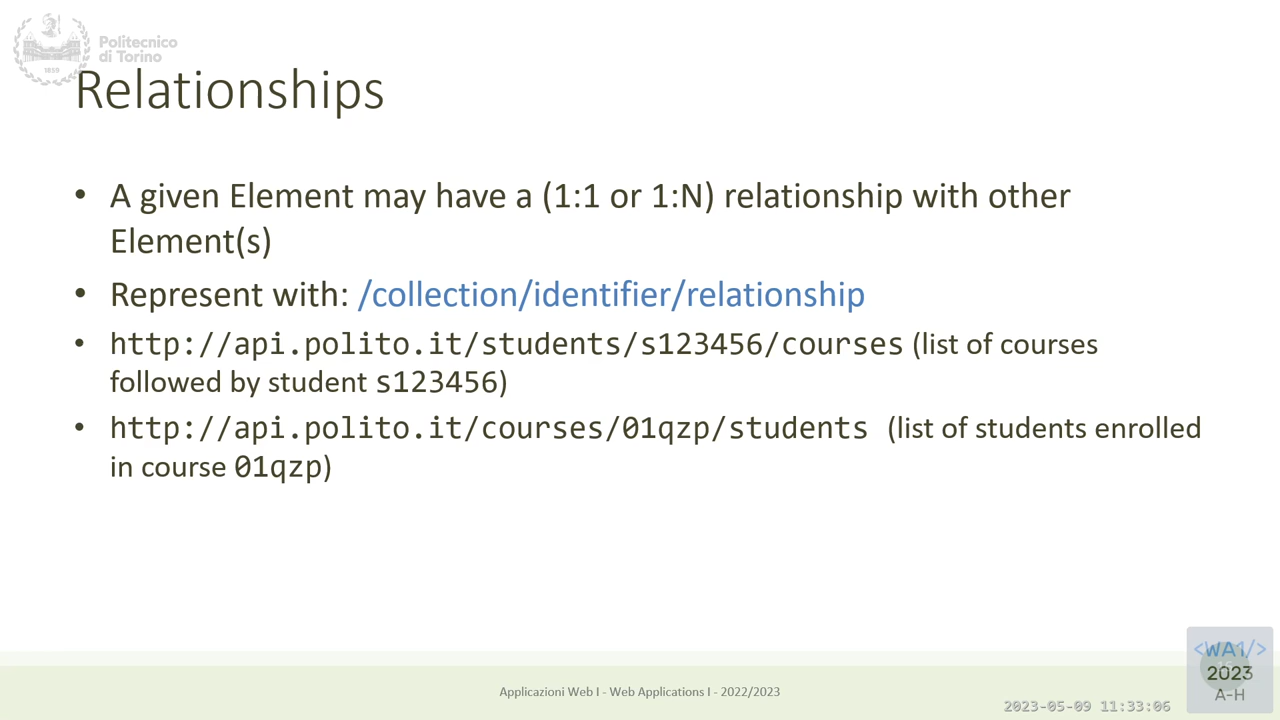 Politecnico
di Torino
1859
Relationships
• A given Element may have a (1:1 or 1:N) relationship with other
Element(s)
• Represent with: /collection/identifier/relationship
• http://api.polito.it/students/s123456/courses (list of courses
followed by student s123456)
• http://api.polito.it/courses/01qzp/students (list of students enrolled
in course 01qzp)
Applicazioni Web I - Web Applications I - 2022/2023
2023-05-09 11:33:06
<WA1/>
2023
A-H